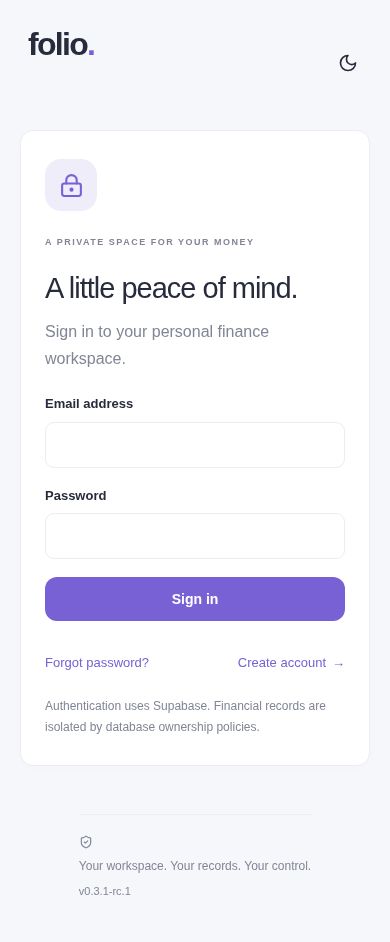 folio.
A PRIVATE SPACE FOR YOUR MONEY
A little peace of mind.
Sign in to your personal finance
workspace.
Email address
Password
Sign in
Forgot password?
Create account →
Authentication uses Supabase. Financial records are
isolated by database ownership policies.
Your workspace. Your records. Your control.
v0.3.1-rc.1